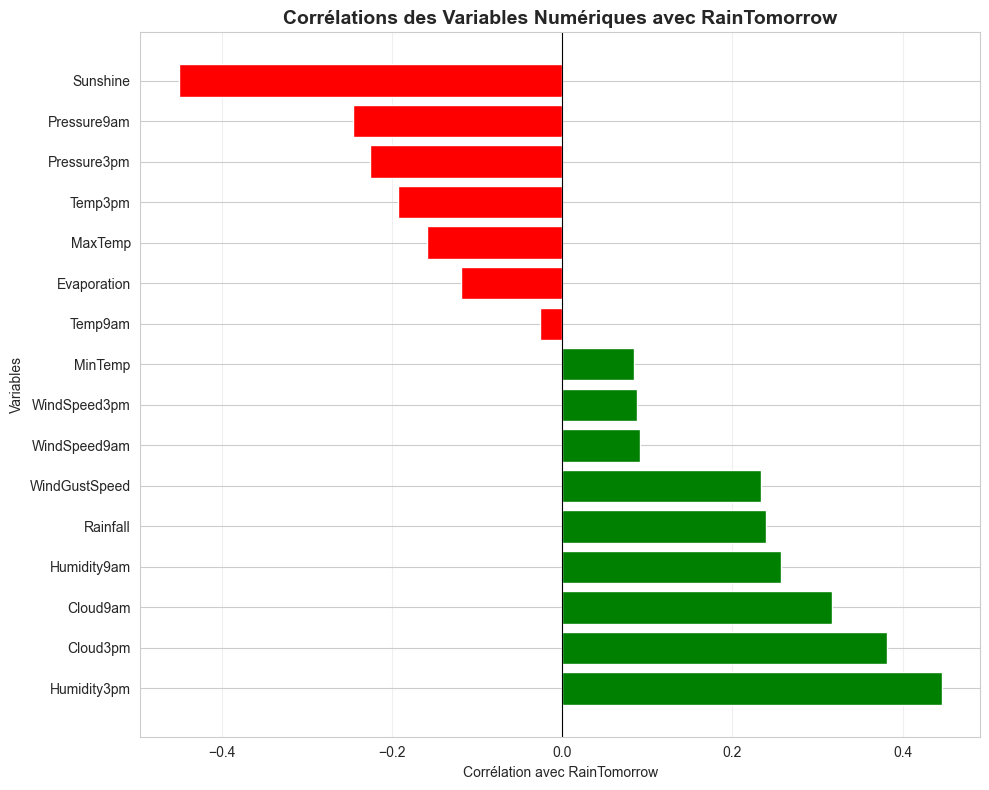 Corrélations des Variables Numériques avec RainTomorrow
Variables
Sunshine
Pressure9am
Pressure3pm
Temp3pm
MaxTemp
Evaporation
Temp9am
MinTemp
WindSpeed3pm
WindSpeed9am
WindGustSpeed
Rainfall
Humidity9am
Cloud9am
Cloud3pm
Humidity3pm
−0.4 −0.2 0.0 0.2 0.4
Corrélation avec RainTomorrow